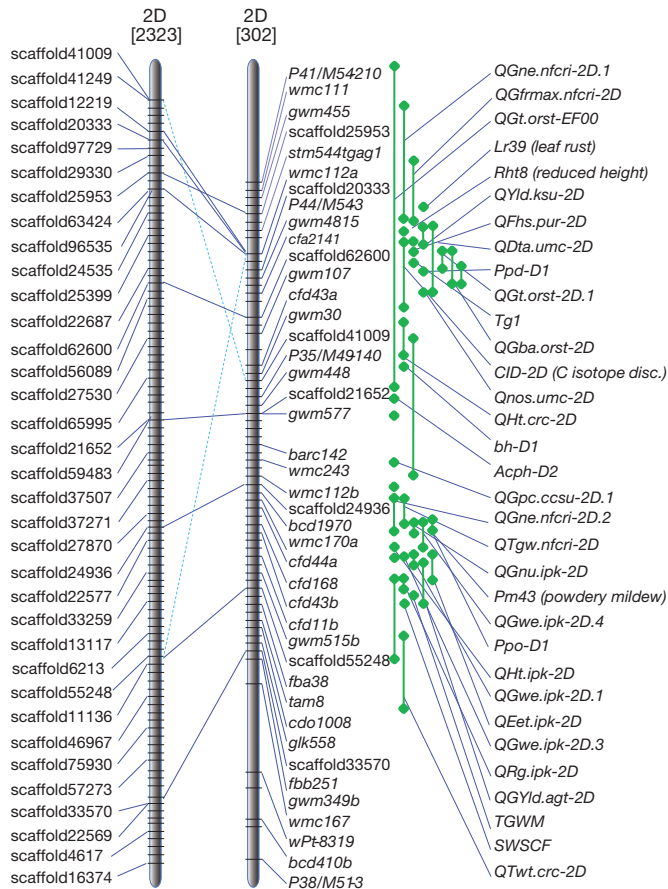 2D
[2323]
2D
[302]
scaffold41009
scaffold41249
scaffold12219
scaffold20333
scaffold97729
scaffold29330
scaffold25953
scaffold63424
scaffold96535
scaffold24535
scaffold25399
scaffold22687
scaffold62600
scaffold56089
scaffold27530
scaffold65995
scaffold21652
scaffold59483
scaffold37507
scaffold37271
scaffold27870
scaffold24936
scaffold22577
scaffold33259
scaffold13117
scaffold6213
scaffold55248
scaffold11136
scaffold46967
scaffold75930
scaffold57273
scaffold33570
scaffold22569
scaffold4617
scaffold16374
P41/M54-210
wmc111
gwm455
scaffold25953
stm544tgag1
wmc112a
scaffold20333
P44/M543
gwm4815
cfa2141
scaffold62600
gwm107
cfd43a
gwm30
scaffold41009
P35/M49-140
gwm448
scaffold21652
gwm577
barc142
wmc243
wmc112b
scaffold24936
bcd1970
wmc170a
cfd44a
cfd168
cfd43b
cfd11b
gwm515b
scaffold55248
fba38
tam8
cdo1008
glk558
scaffold33570
fbb251
gwm349b
wmc167
wPt-8319
bcd410b
P38/M51-3
QGne.nfcri-2D.1
QGfrmax.nfcri-2D
QGt.orst-EF00
Lr39 (leaf rust)
Rht8 (reduced height)
QYld.ksu-2D
QFhs.pur-2D
QDta.umc-2D
Ppd-D1
QGt.orst-2D.1
Tg1
QGba.orst-2D
CID-2D (C isotope disc.)
Qnos.umc-2D
QHt.crc-2D
bh-D1
Acph-D2
QGpc.ccsu-2D.1
QGne.nfcri-2D.2
QTgw.nfcri-2D
QGnu.ipk-2D
Pm43 (powdery mildew)
QGwe.ipk-2D.4
Ppo-D1
QHt.ipk-2D
QGwe.ipk-2D.1
QEet.ipk-2D
QGwe.ipk-2D.3
QRg.ipk-2D
QGYld.agt-2D
TGWM
SWSCF
QTwt.crc-2D